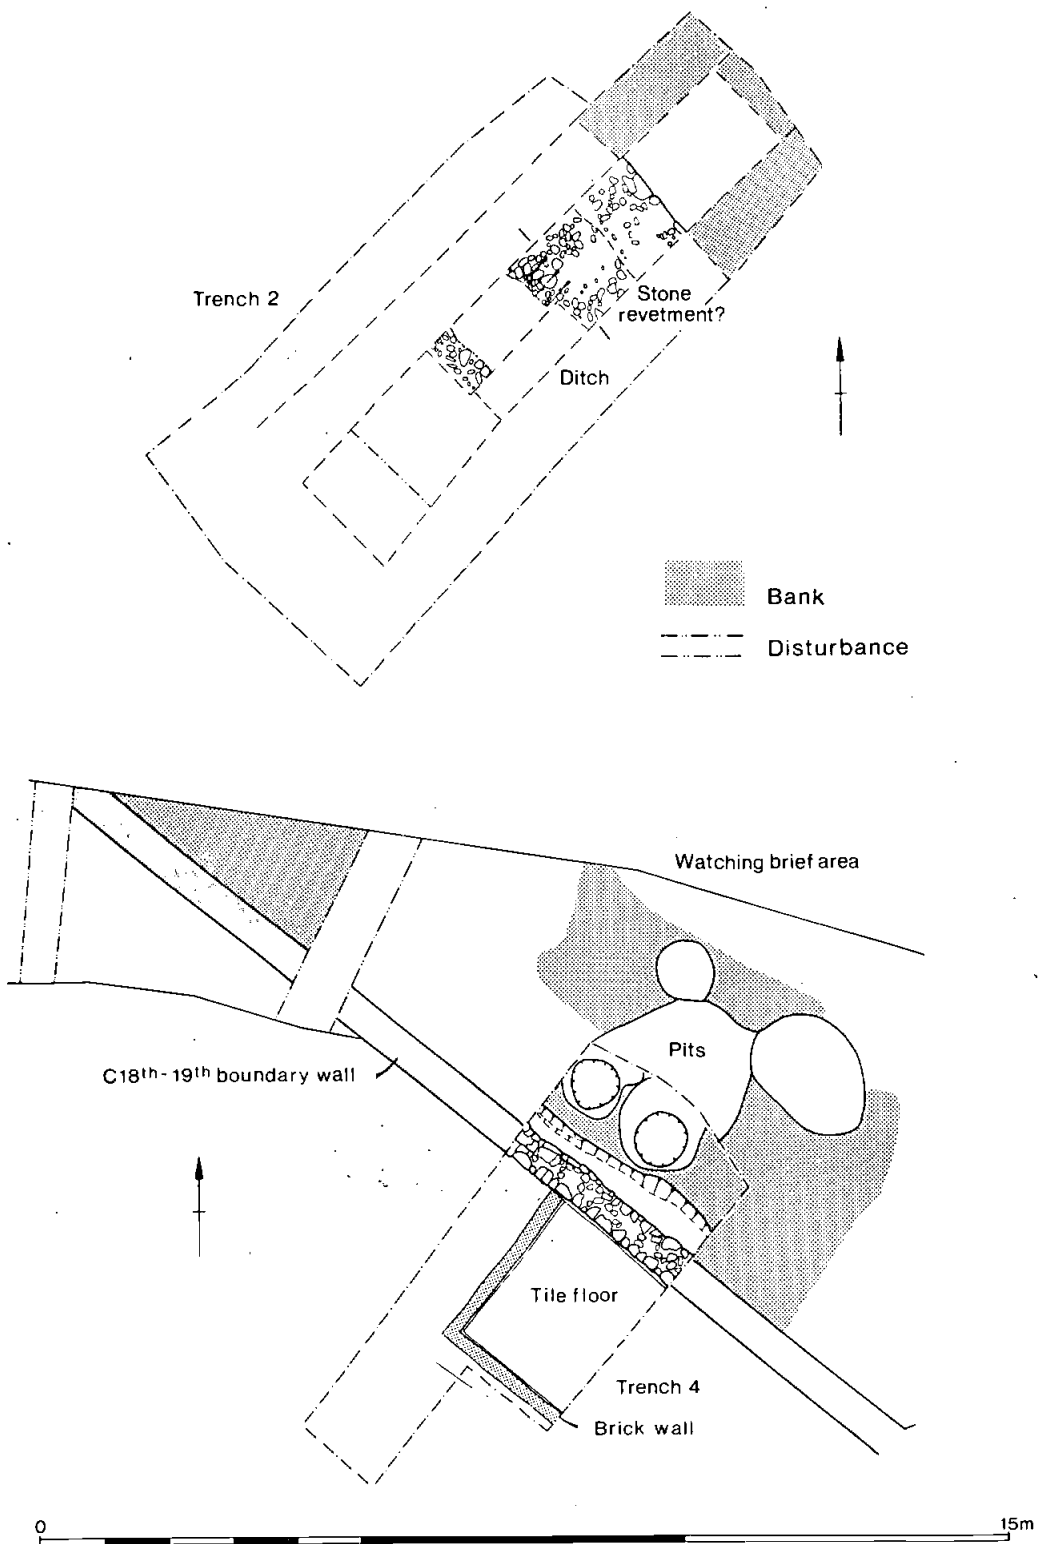 Trench 2
Stone
revetment?
Ditch
Bank
Disturbance
Watching brief area
Pits
C18th-19th boundary wall
Tile floor
Trench 4
Brick wall
0
15m